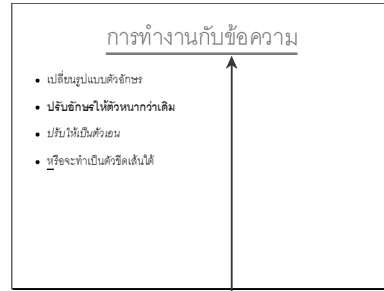 การทำงานกับข้อความ
• เปลี่ยนรูปแบบตัวอักษร
• ปรับอักษรให้ตัวหนากว่าเดิม
• ปรับให้เป็นตัวเอน
• หรือจะทำเป็นตัวขีดเส้นใต้